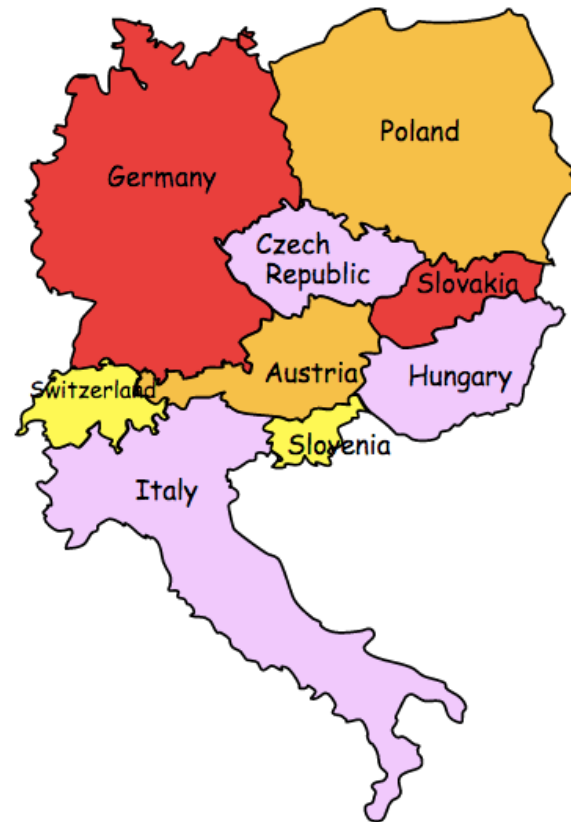 Poland
Germany
Czech
Republic
Slovakia
Switzerland
Austria
Hungary
Slovenia
Italy